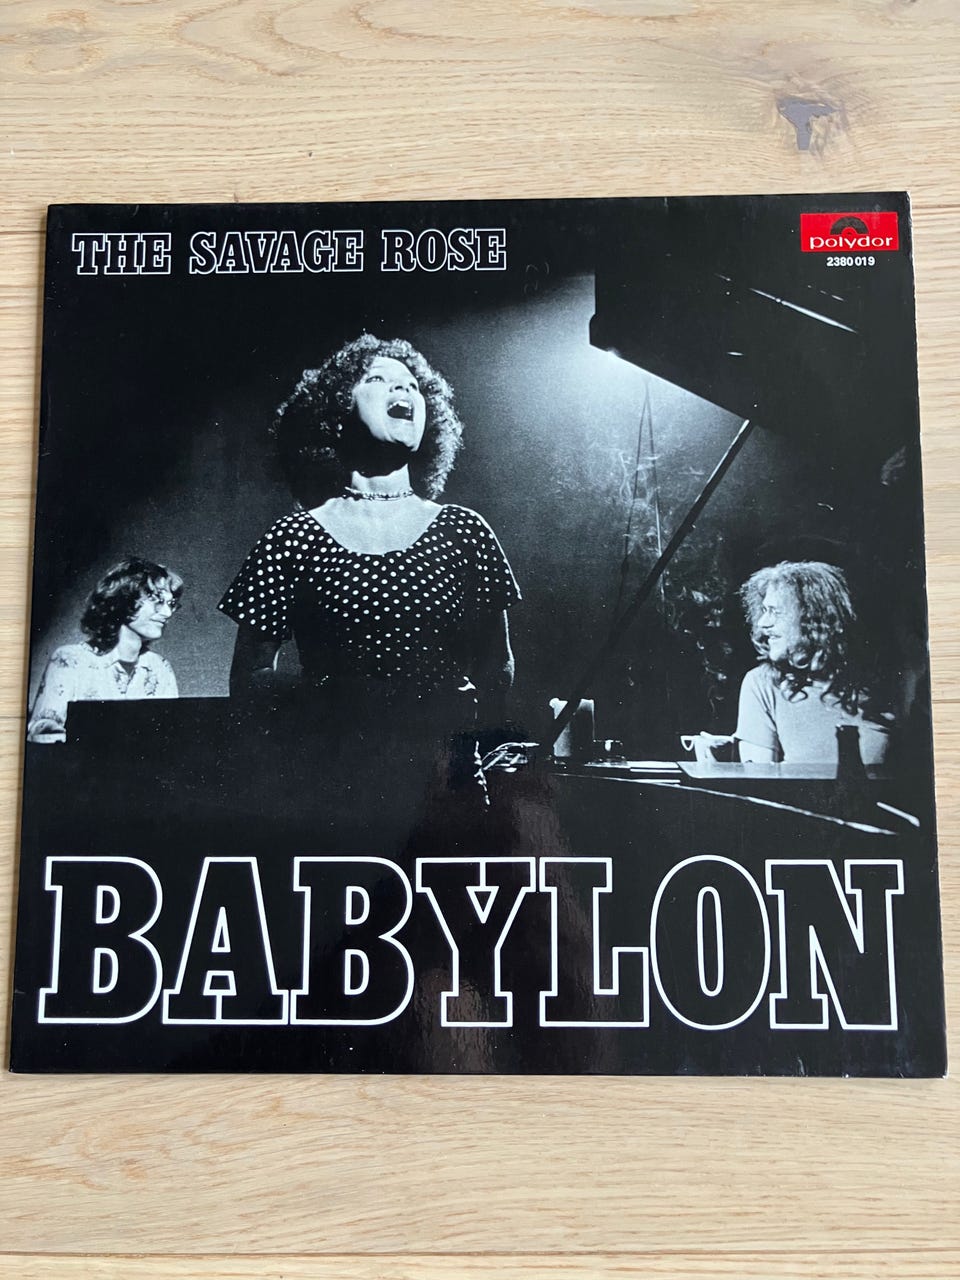 THE SAVAGE ROSE
polydor
2380 019
BABYLON